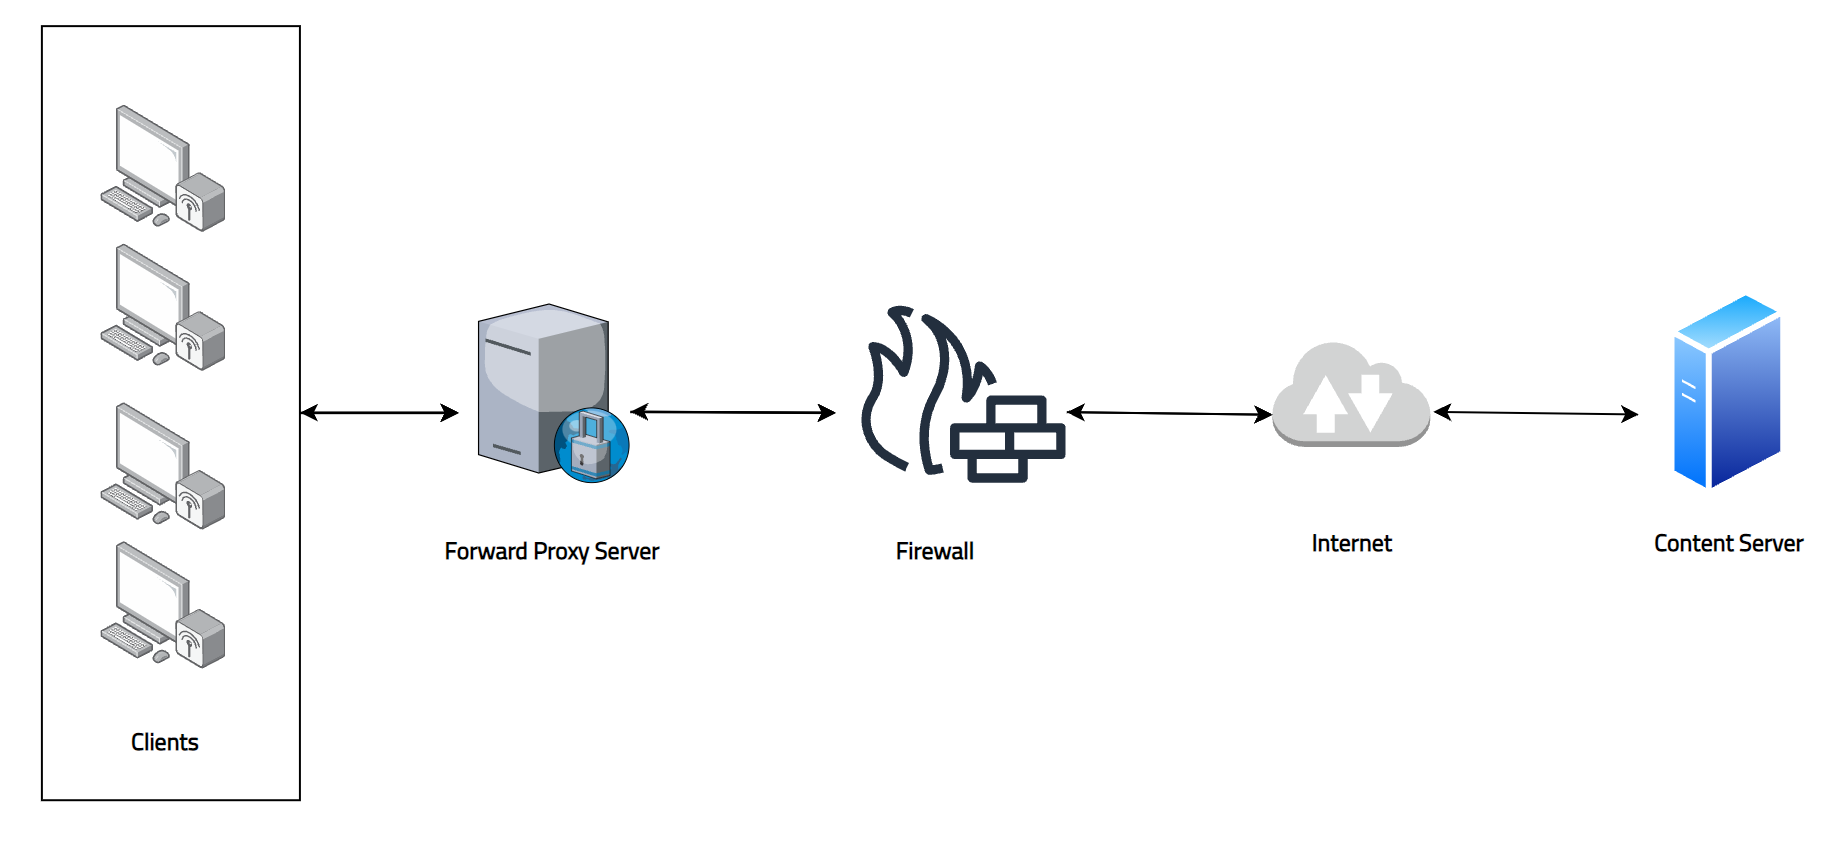 Clients
Forward Proxy Server
Firewall
Internet
Content Server